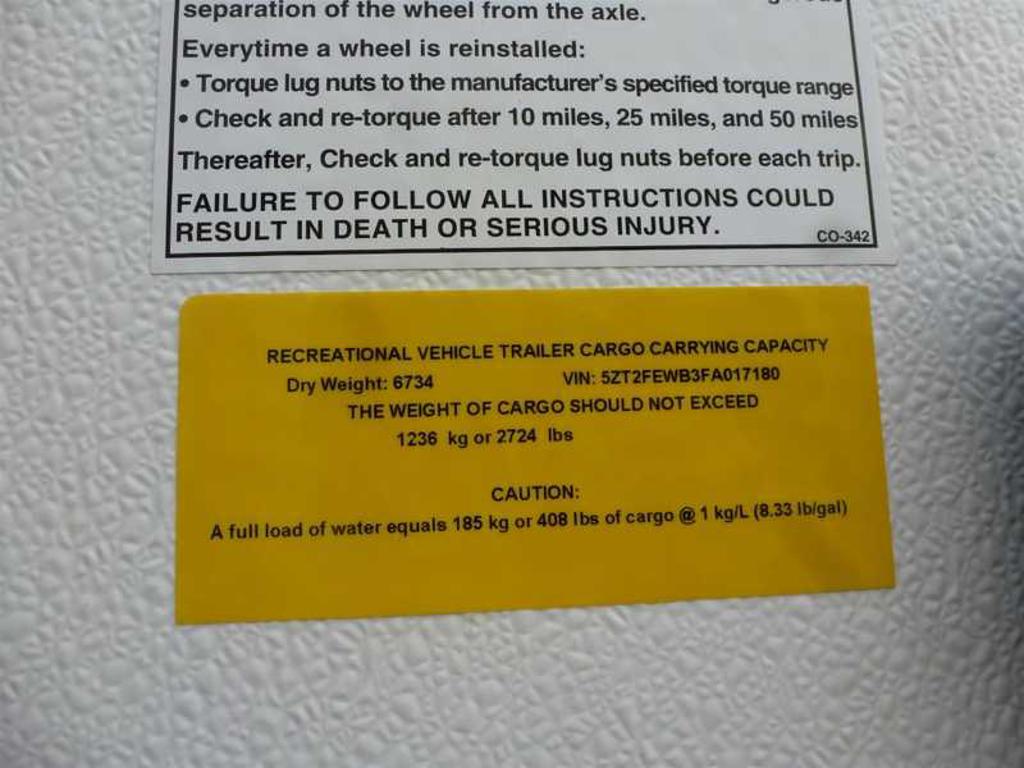 separation of the wheel from the axle.
Everytime a wheel is reinstalled:
• Torque lug nuts to the manufacturer's specified torque range
• Check and re-torque after 10 miles, 25 miles, and 50 miles
Thereafter, Check and re-torque lug nuts before each trip.
FAILURE TO FOLLOW ALL INSTRUCTIONS COULD
RESULT IN DEATH OR SERIOUS INJURY.
CO-342
RECREATIONAL VEHICLE TRAILER CARGO CARRYING CAPACITY
Dry Weight: 6734 VIN: 5ZT2FEWB3FA017180
THE WEIGHT OF CARGO SHOULD NOT EXCEED
1236 kg or 2724 lbs
CAUTION:
A full load of water equals 185 kg or 408 lbs of cargo @ 1 kg/L (8.33 lb/gal)